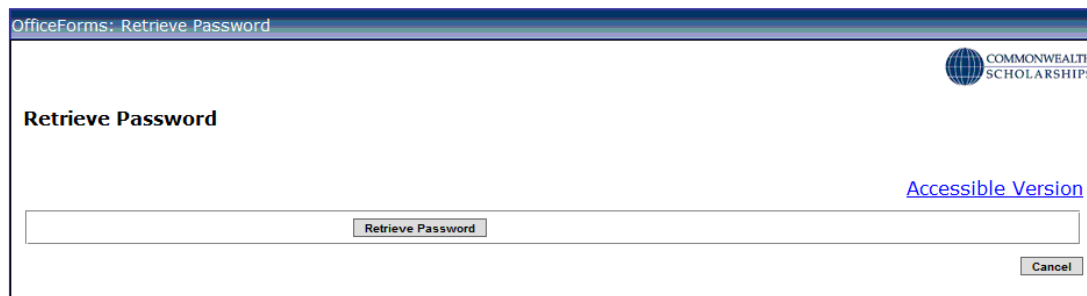 OfficeForms: Retrieve Password
COMMONWEALTH
SCHOLARSHIPS
Retrieve Password
Accessible Version
Retrieve Password
Cancel